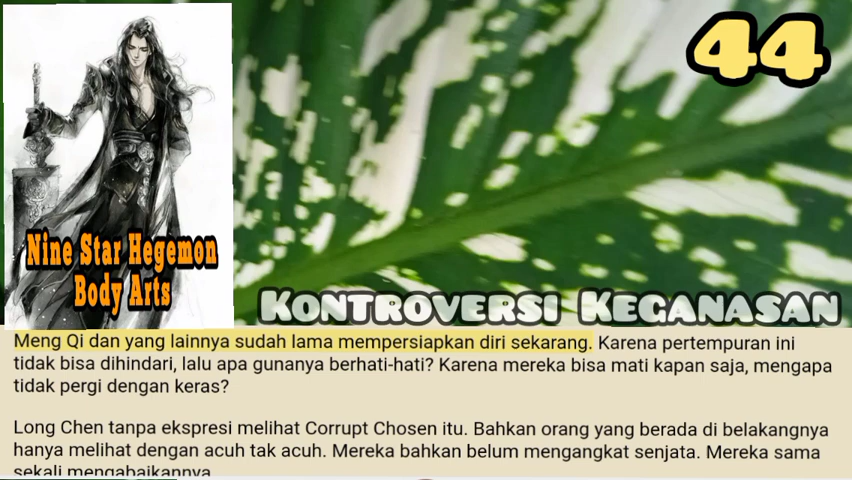 44
Nine Star Hegemon
Body Arts
Kontroversi Keganasan
Meng Qi dan yang lainnya sudah lama mempersiapkan diri sekarang. Karena pertempuran ini
tidak bisa dihindari, lalu apa gunanya berhati-hati? Karena mereka bisa mati kapan saja, mengapa
tidak pergi dengan keras?
Long Chen tanpa ekspresi melihat Corrupt Chosen itu. Bahkan orang yang berada di belakangnya
hanya melihat dengan acuh tak acuh. Mereka bahkan belum mengangkat senjata. Mereka sama
sekali mengabaikannya